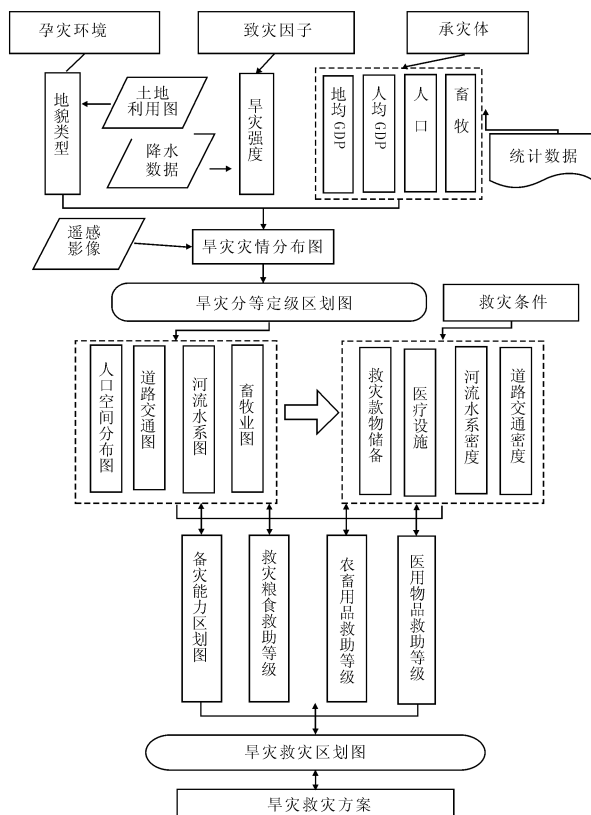 孕灾环境
致灾因子
承灾体
地貌类型
土地
利用图
降水
数据
旱灾强度
地均GDP
人均GDP
人口
畜牧
统计数据
遥感
影像
旱灾灾情分布图
旱灾分等定级区划图
救灾条件
人口空间分布图
道路交通图
河流水系图
畜牧业图
救灾款物储备
医疗设施
河流水系密度
道路交通密度
备灾能力区划图
救灾粮食救助等级
农畜用品救助等级
医用物品救助等级
旱灾救灾区划图
旱灾救灾方案